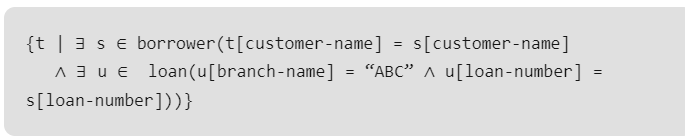 {t | ∃ s ∈ borrower(t[customer-name] = s[customer-name]
∧ ∃ u ∈ loan(u[branch-name] = “ABC” ∧ u[loan-number] =
s[loan-number]))}